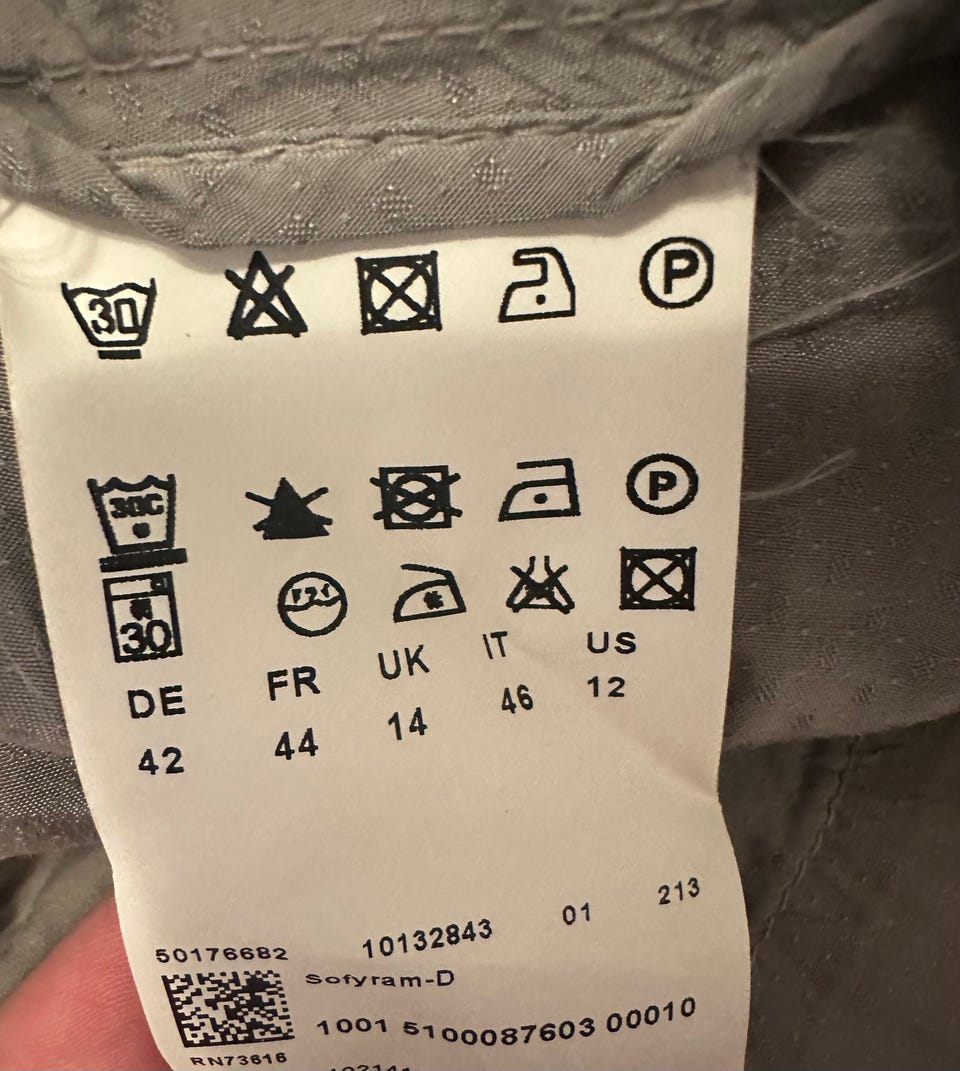 30 P
30C P
30
DE FR UK IT US
42 44 14 46 12
50176682 10132843 01 213
Sofyram-D
1001 5100087603 00010
RN73616